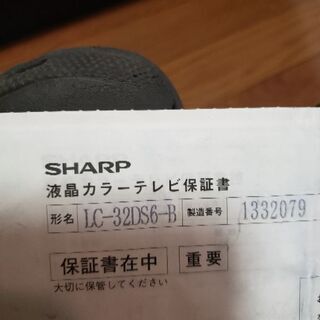 SHARP
液晶カラーテレビ保証書
形名 LC-32DS6-B 製造番号 1332079
保証書在中 重要
大切に保管してください